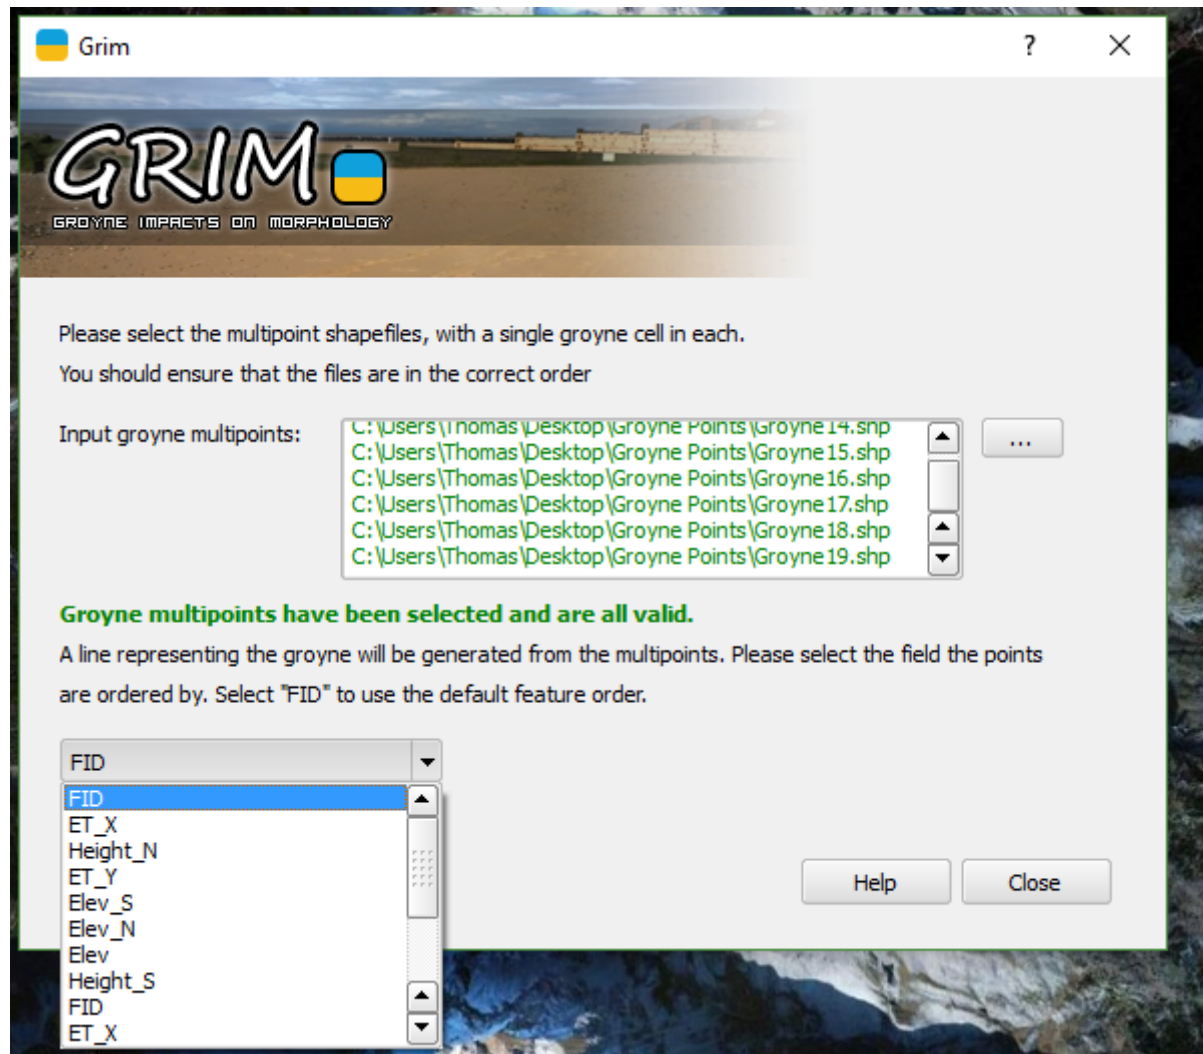 Grim
GRIM
GROYNE IMPACTS ON MORPHOLOGY
Please select the multipoint shapefiles, with a single groyne cell in each.
You should ensure that the files are in the correct order
Input groyne multipoints:
C:\Users\Thomas\Desktop\Groyne Points\Groyne14.shp
...
C:\Users\Thomas\Desktop\Groyne Points\Groyne15.shp
C:\Users\Thomas\Desktop\Groyne Points\Groyne16.shp
C:\Users\Thomas\Desktop\Groyne Points\Groyne17.shp
C:\Users\Thomas\Desktop\Groyne Points\Groyne18.shp
C:\Users\Thomas\Desktop\Groyne Points\Groyne19.shp
Groyne multipoints have been selected and are all valid.
A line representing the groyne will be generated from the multipoints. Please select the field the points
are ordered by. Select "FID" to use the default feature order.
FID
FID
ET_X
Height_N
ET_Y
Elev_S
Elev_N
Elev
Height_S
FID
ET_X
Help
Close